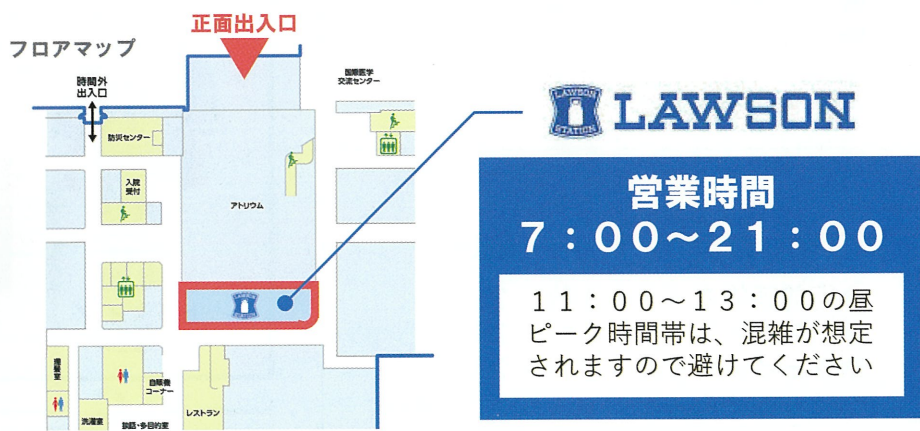 正面出入口
フロアマップ
時間外
出入口
国際医学
交流センター
防災センター
入院
受付
アトリウム
LAWSON
STATION
LAWSON
営業時間
7:00~21:00
11:00~13:00の昼
ピーク時間帯は、混雑が想定
されますので避けてください
自販機
コーナー
洗濯室
談話・多目的室
レストラン